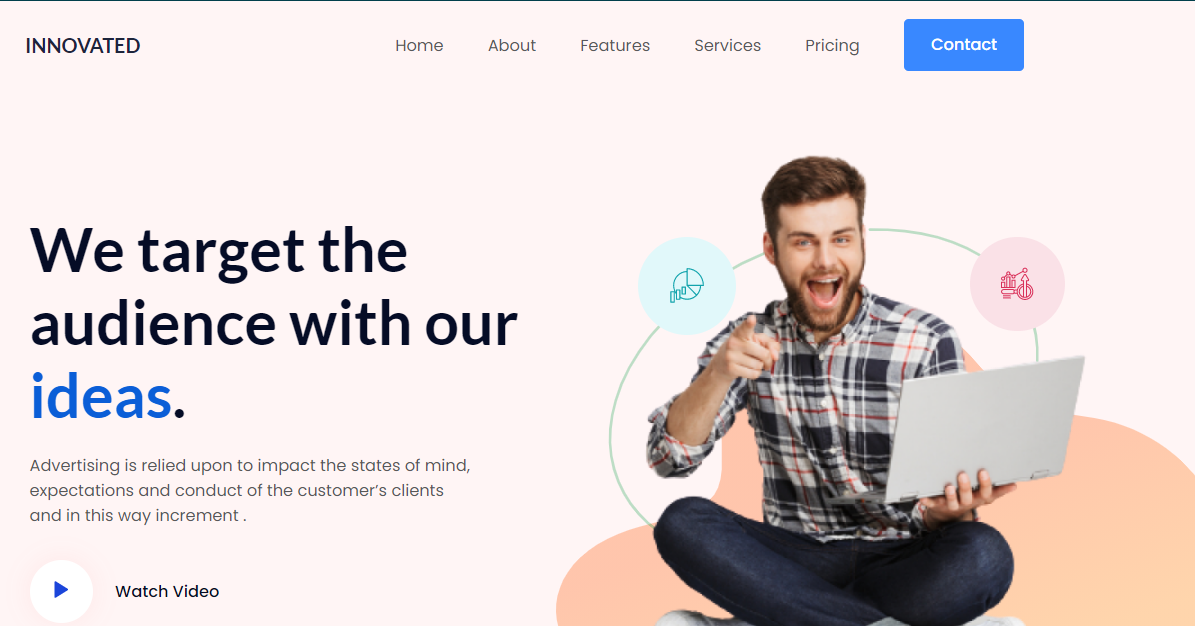 INNOVATED
Home About Features Services Pricing Contact
We target the
audience with our
ideas.
Advertising is relied upon to impact the states of mind,
expectations and conduct of the customer’s clients
and in this way increment .
Watch Video